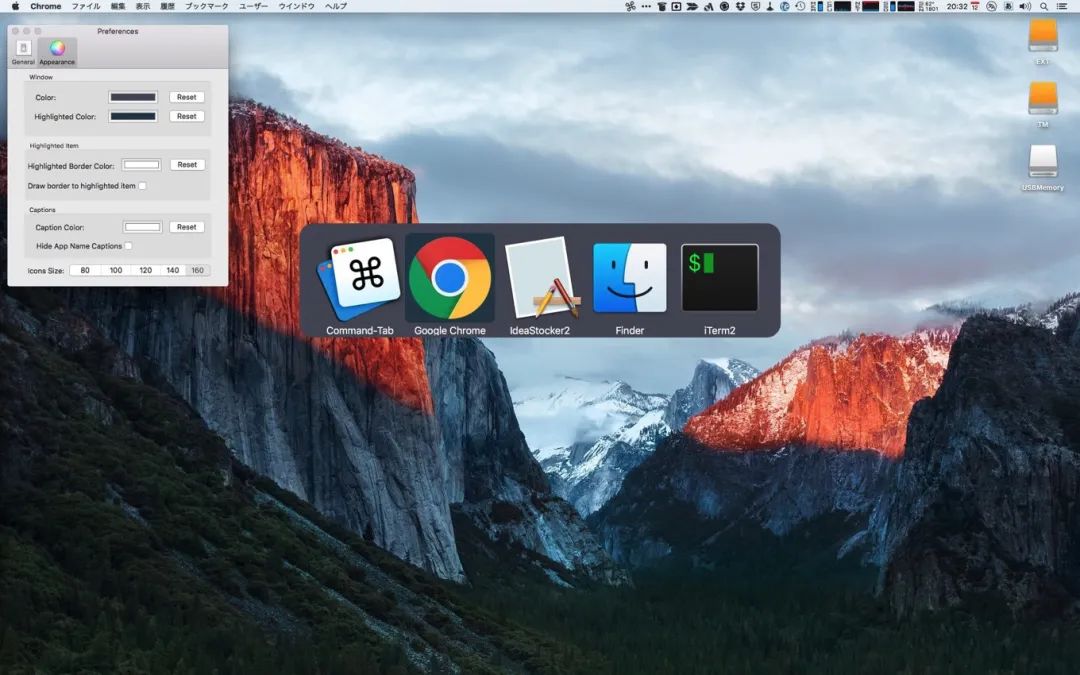 Chrome ファイル 編集 表示 履歴 ブックマーク ユーザー ウインドウ ヘルプ 20:32
Preferences
General Appearance
Window
Color: Reset
Highlighted Color: Reset
Highlighted Item
Highlighted Border Color: Reset
Draw border to highlighted item
Captions
Caption Color: Reset
Hide App Name Captions
Icons Size: 80 100 120 140 160
$
Command-Tab Google Chrome IdeaStocker2 Finder iTerm2
EXT
TM
USBMemory